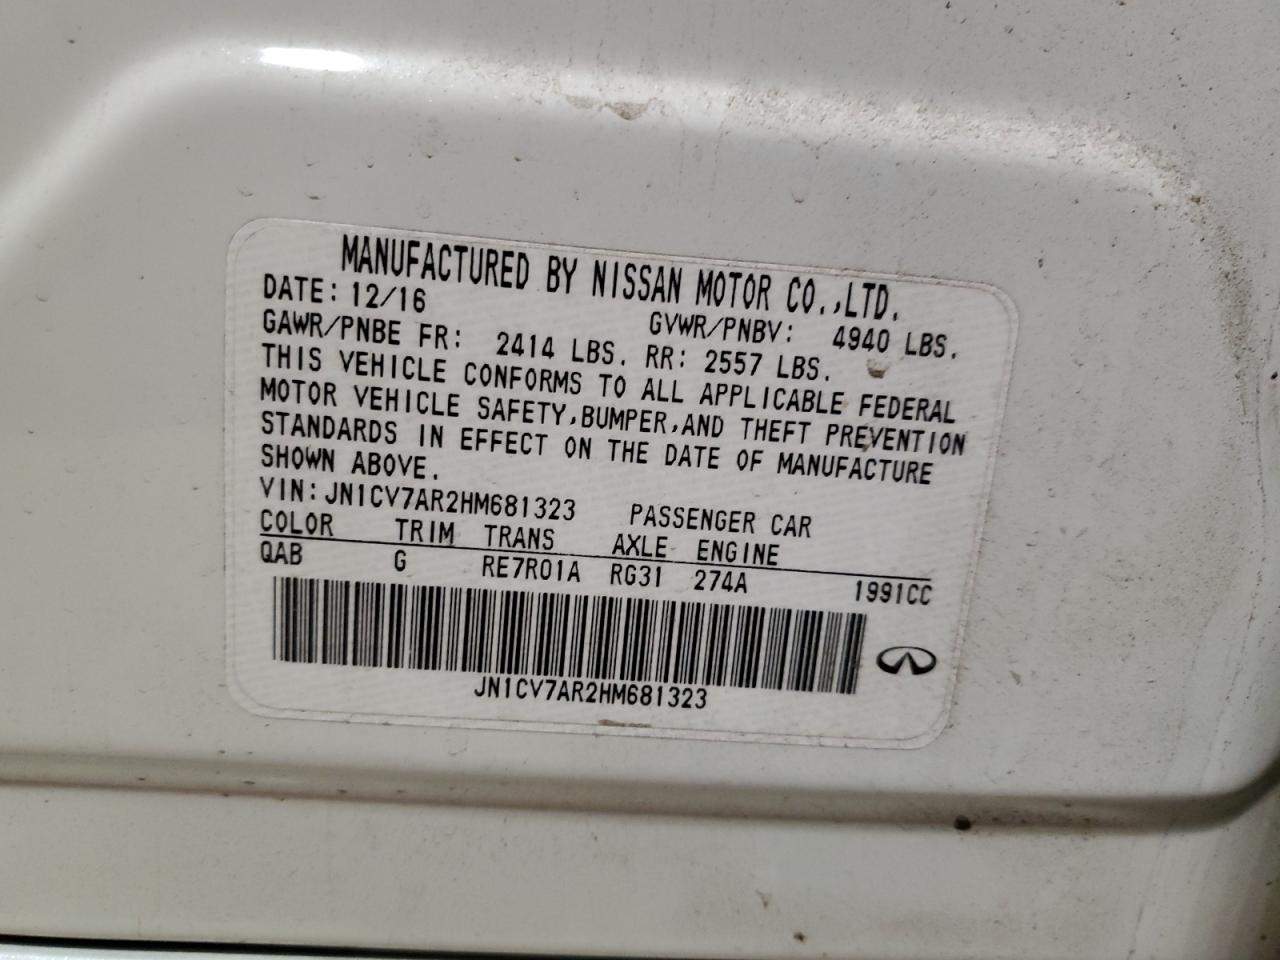 MANUFACTURED BY NISSAN MOTOR CO.,LTD.
DATE: 12/16 GVWR/PNBV: 4940 LBS.
GAWR/PNBE FR: 2414 LBS. RR: 2557 LBS.
THIS VEHICLE CONFORMS TO ALL APPLICABLE FEDERAL
MOTOR VEHICLE SAFETY,BUMPER,AND THEFT PREVENTION
STANDARDS IN EFFECT ON THE DATE OF MANUFACTURE
SHOWN ABOVE.
VIN: JN1CV7AR2HM681323 PASSENGER CAR
COLOR TRIM TRANS AXLE ENGINE
QAB G RE7R01A RG31 274A 1991CC
JN1CV7AR2HM681323